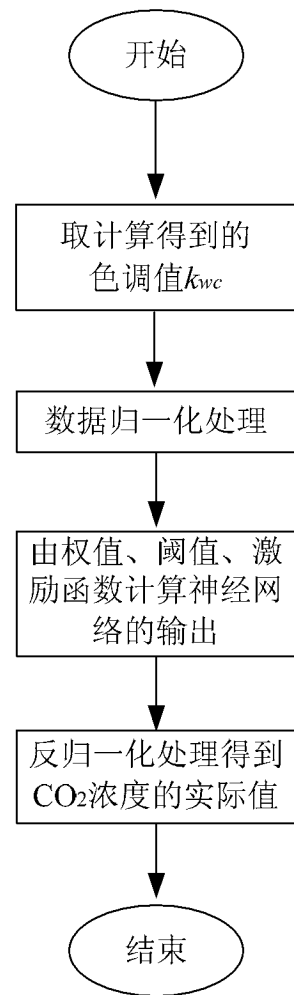 开始
取计算得到的
色调值kwc
数据归一化处理
由权值、阈值、激
励函数计算神经网
络的输出
反归一化处理得到
CO2浓度的实际值
结束